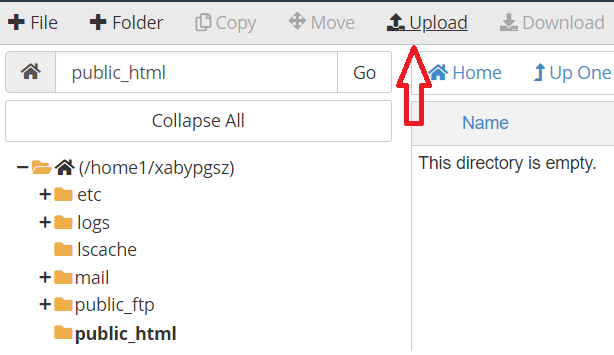 File Folder Copy Move Upload Download
public_html Go Home Up One
Collapse All Name
(/home1/xabypgsz) This directory is empty.
etc
logs
lscache
mail
public_ftp
public_html